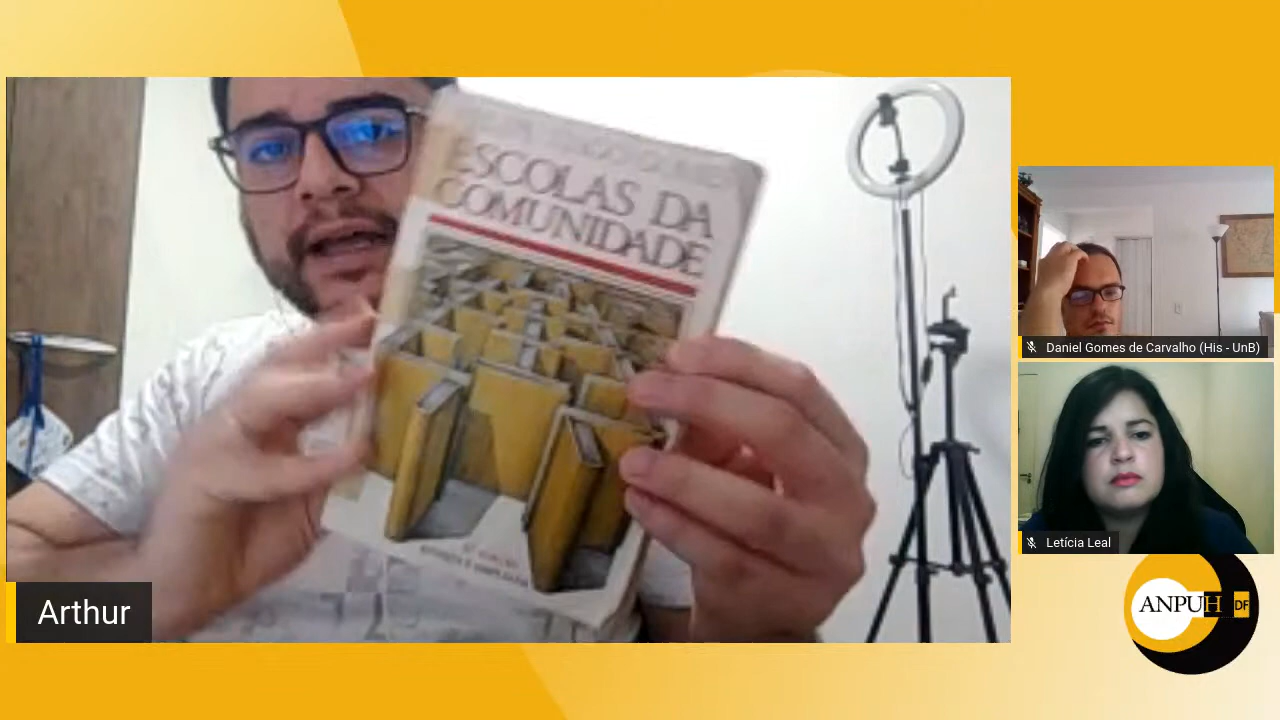 ESCOLAS DA
COMUNIDADE
Arthur
Daniel Gomes de Carvalho (His - UnB)
Letícia Leal
ANPUH DF